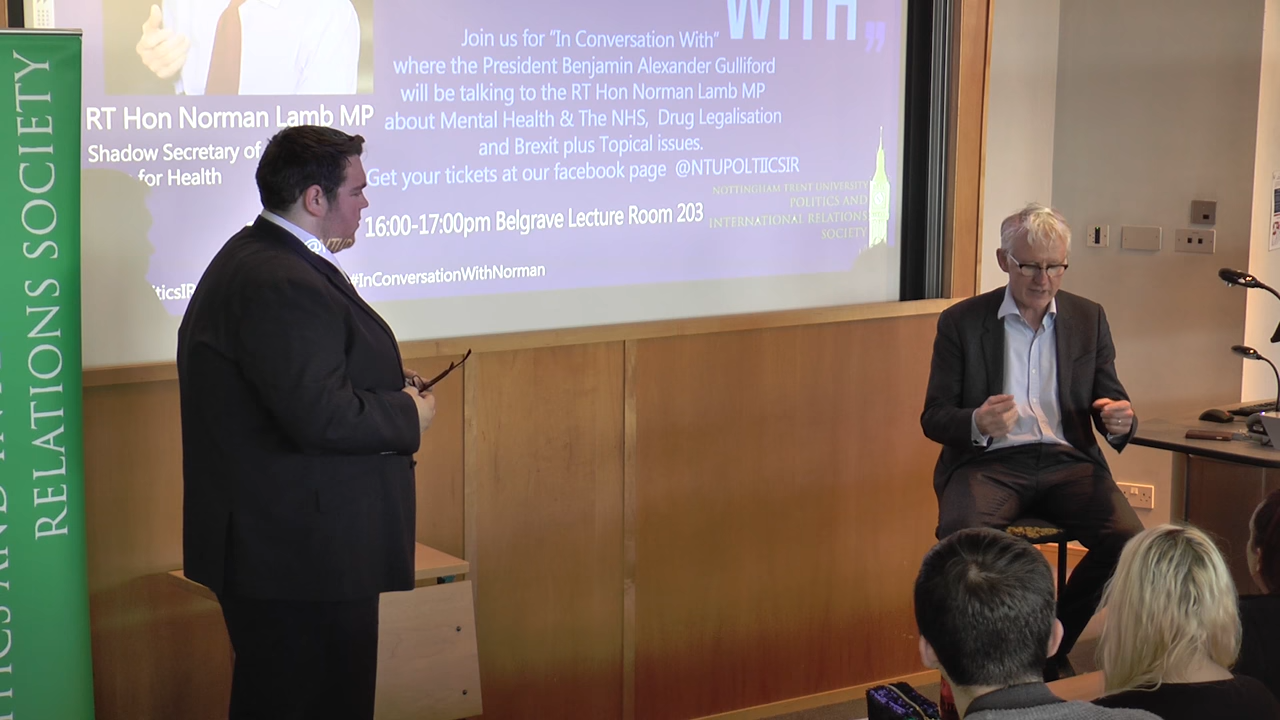 RELATIONS SOCIETY
WITH"
Join us for "In Conversation With"
where the President Benjamin Alexander Gulliford
will be talking to the RT Hon Norman Lamb MP
about Mental Health & The NHS, Drug Legalisation
and Brexit plus Topical issues.
Get your tickets at our facebook page @NTUPOLTIICSIR
RT Hon Norman Lamb MP
Shadow Secretary of
for Health
16:00-17:00pm Belgrave Lecture Room 203
#InConversationWithNorman
NOTTINGHAM TRENT UNIVERSITY
POLITICS AND
INTERNATIONAL RELATIONS
SOCIETY